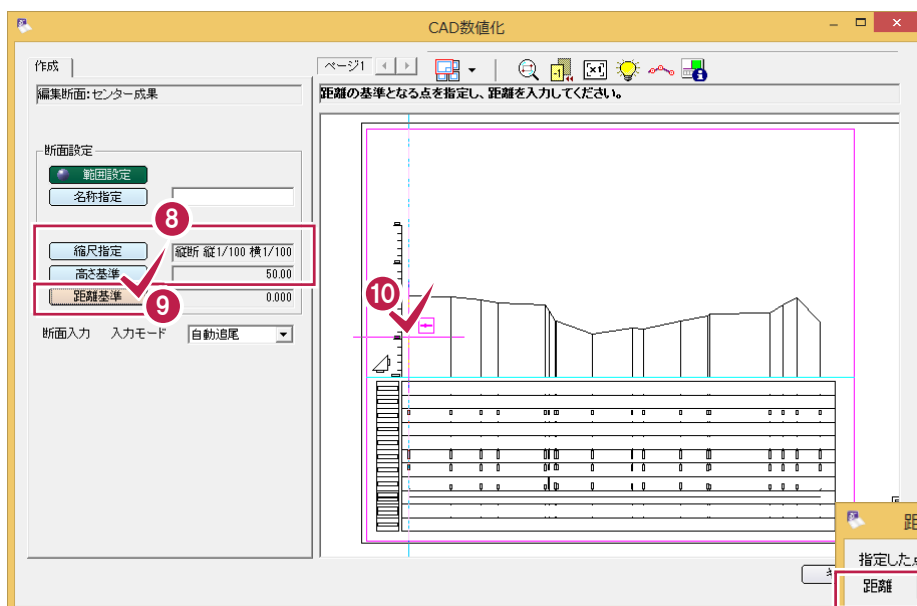 CAD数値化
作成
ページ1
編集断面:センター成果
距離の基準となる点を指定し、距離を入力してください。
断面設定
範囲設定
名称指定
8
縮尺指定
縦断 縦1/100 横1/100
高さ基準
50.00
距離基準
0.000
9
10
断面入力 入力モード 自動追尾
距
指定した点
距離